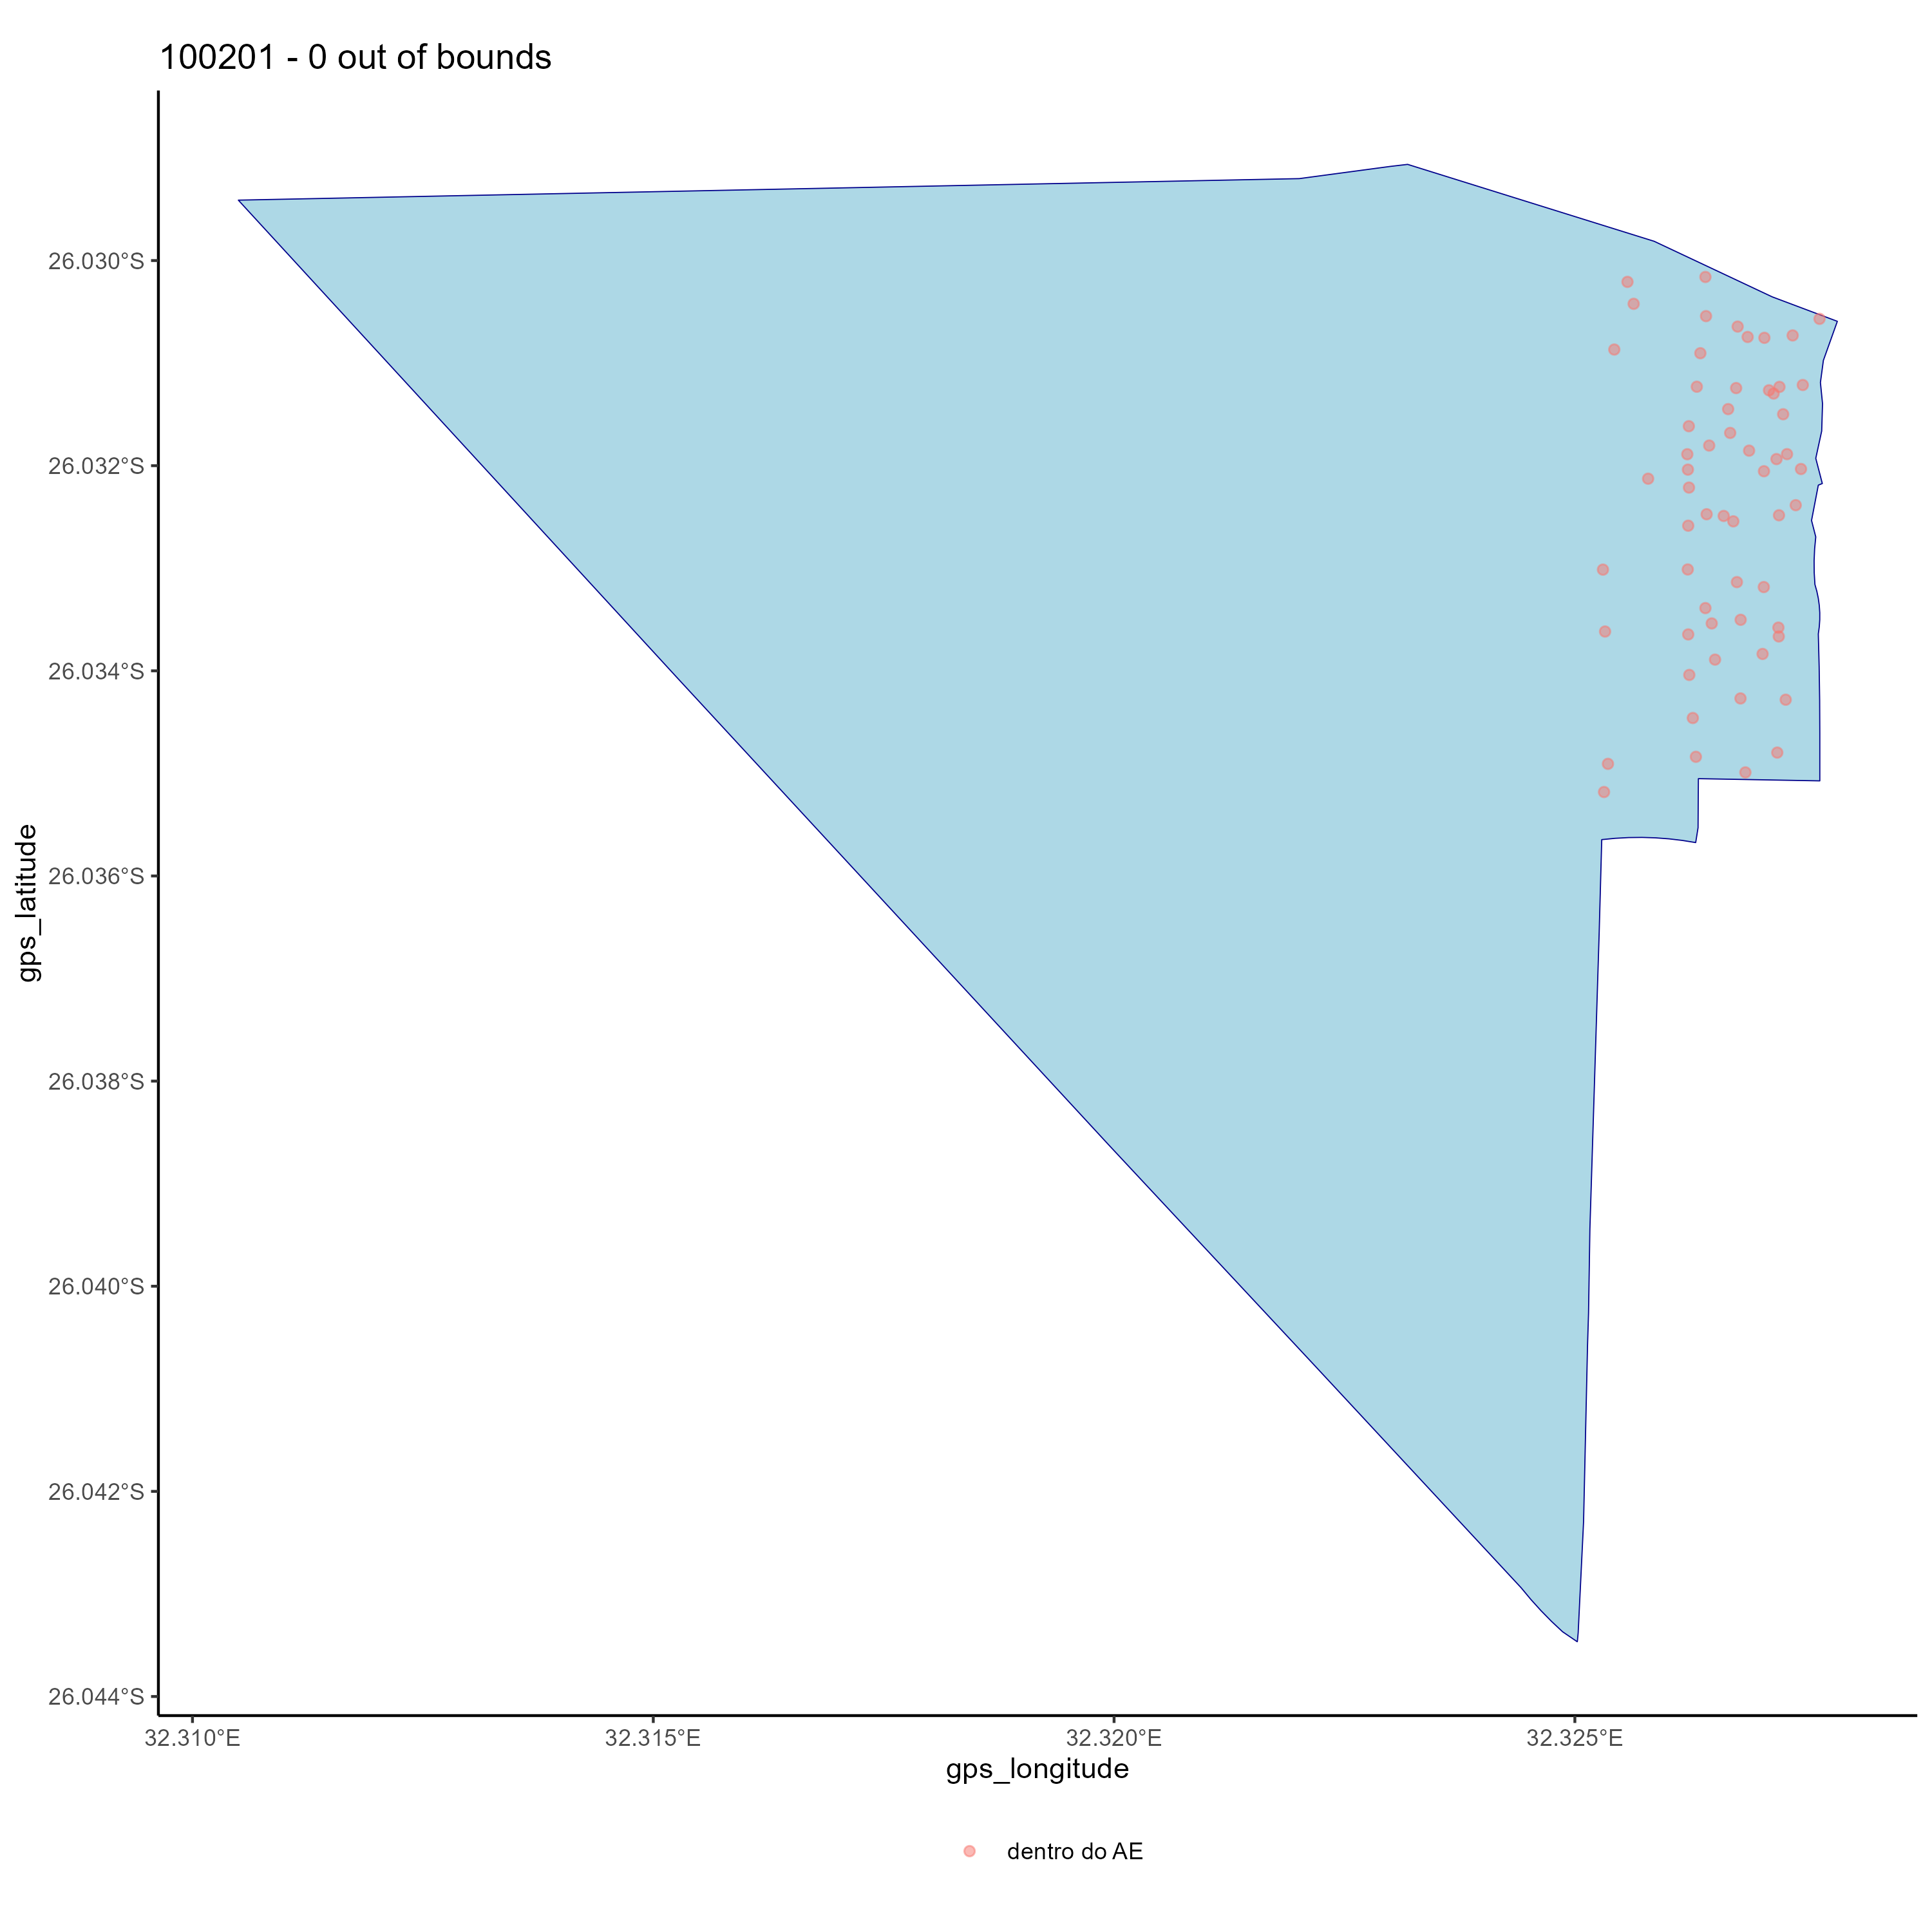 100201 - 0 out of bounds
26.030°S
26.032°S
26.034°S
26.036°S
26.038°S
26.040°S
26.042°S
26.044°S
gps_latitude
32.310°E 32.315°E 32.320°E 32.325°E
gps_longitude
dentro do AE